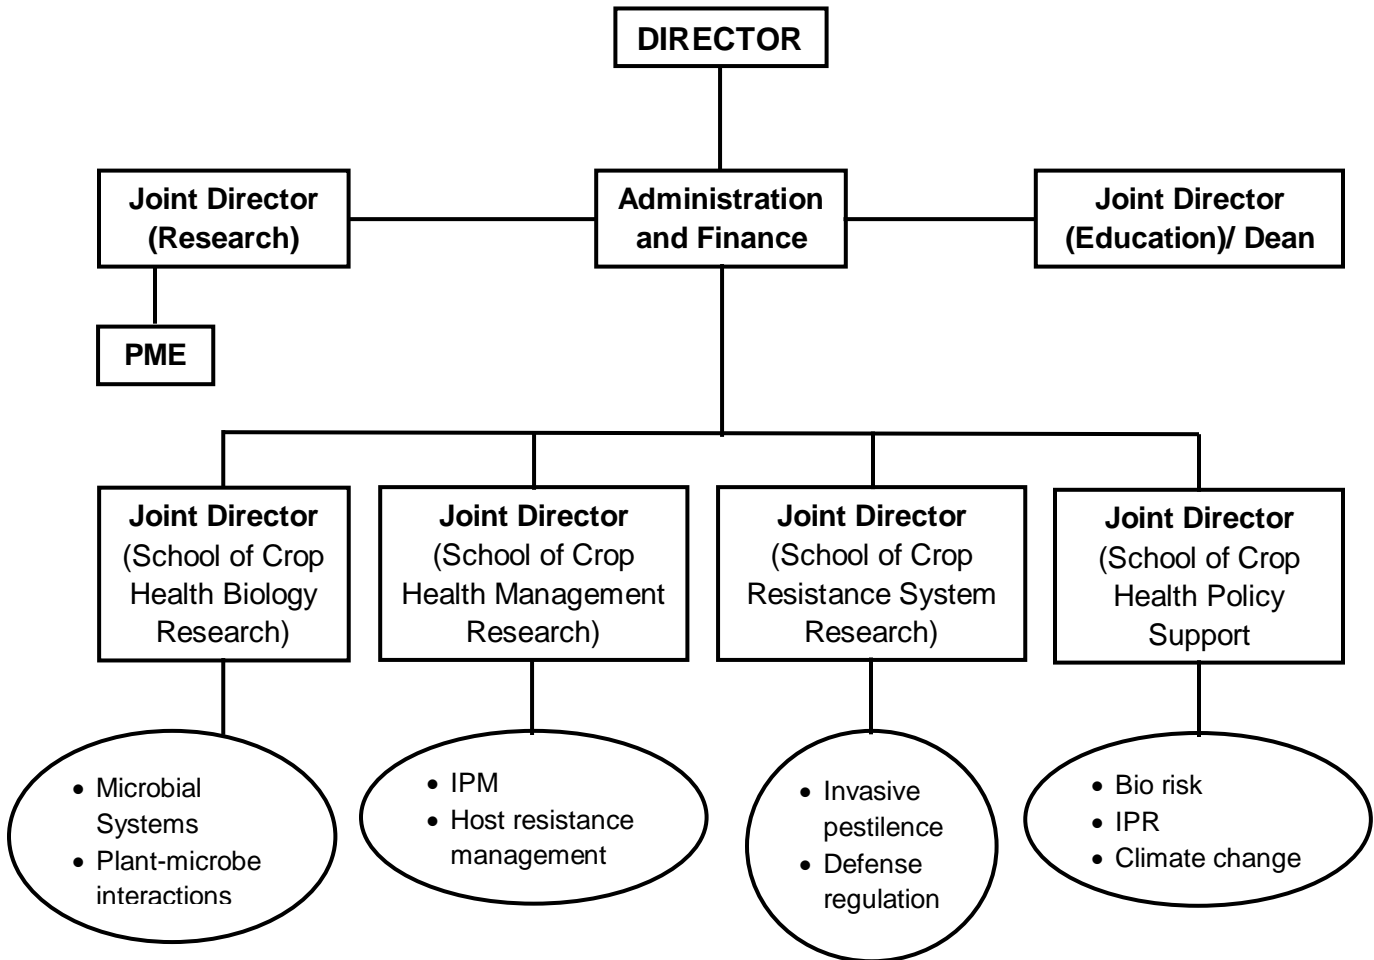 DIRECTOR
Joint Director
(Research)
Administration
and Finance
Joint Director
(Education)/ Dean
PME
Joint Director
(School of Crop
Health Biology
Research)
Joint Director
(School of Crop
Health Management
Research)
Joint Director
(School of Crop
Resistance System
Research)
Joint Director
(School of Crop
Health Policy
Support
• Microbial
Systems
• Plant-microbe
interactions
• IPM
• Host resistance
management
• Invasive
pestilence
• Defense
regulation
• Bio risk
• IPR
• Climate change